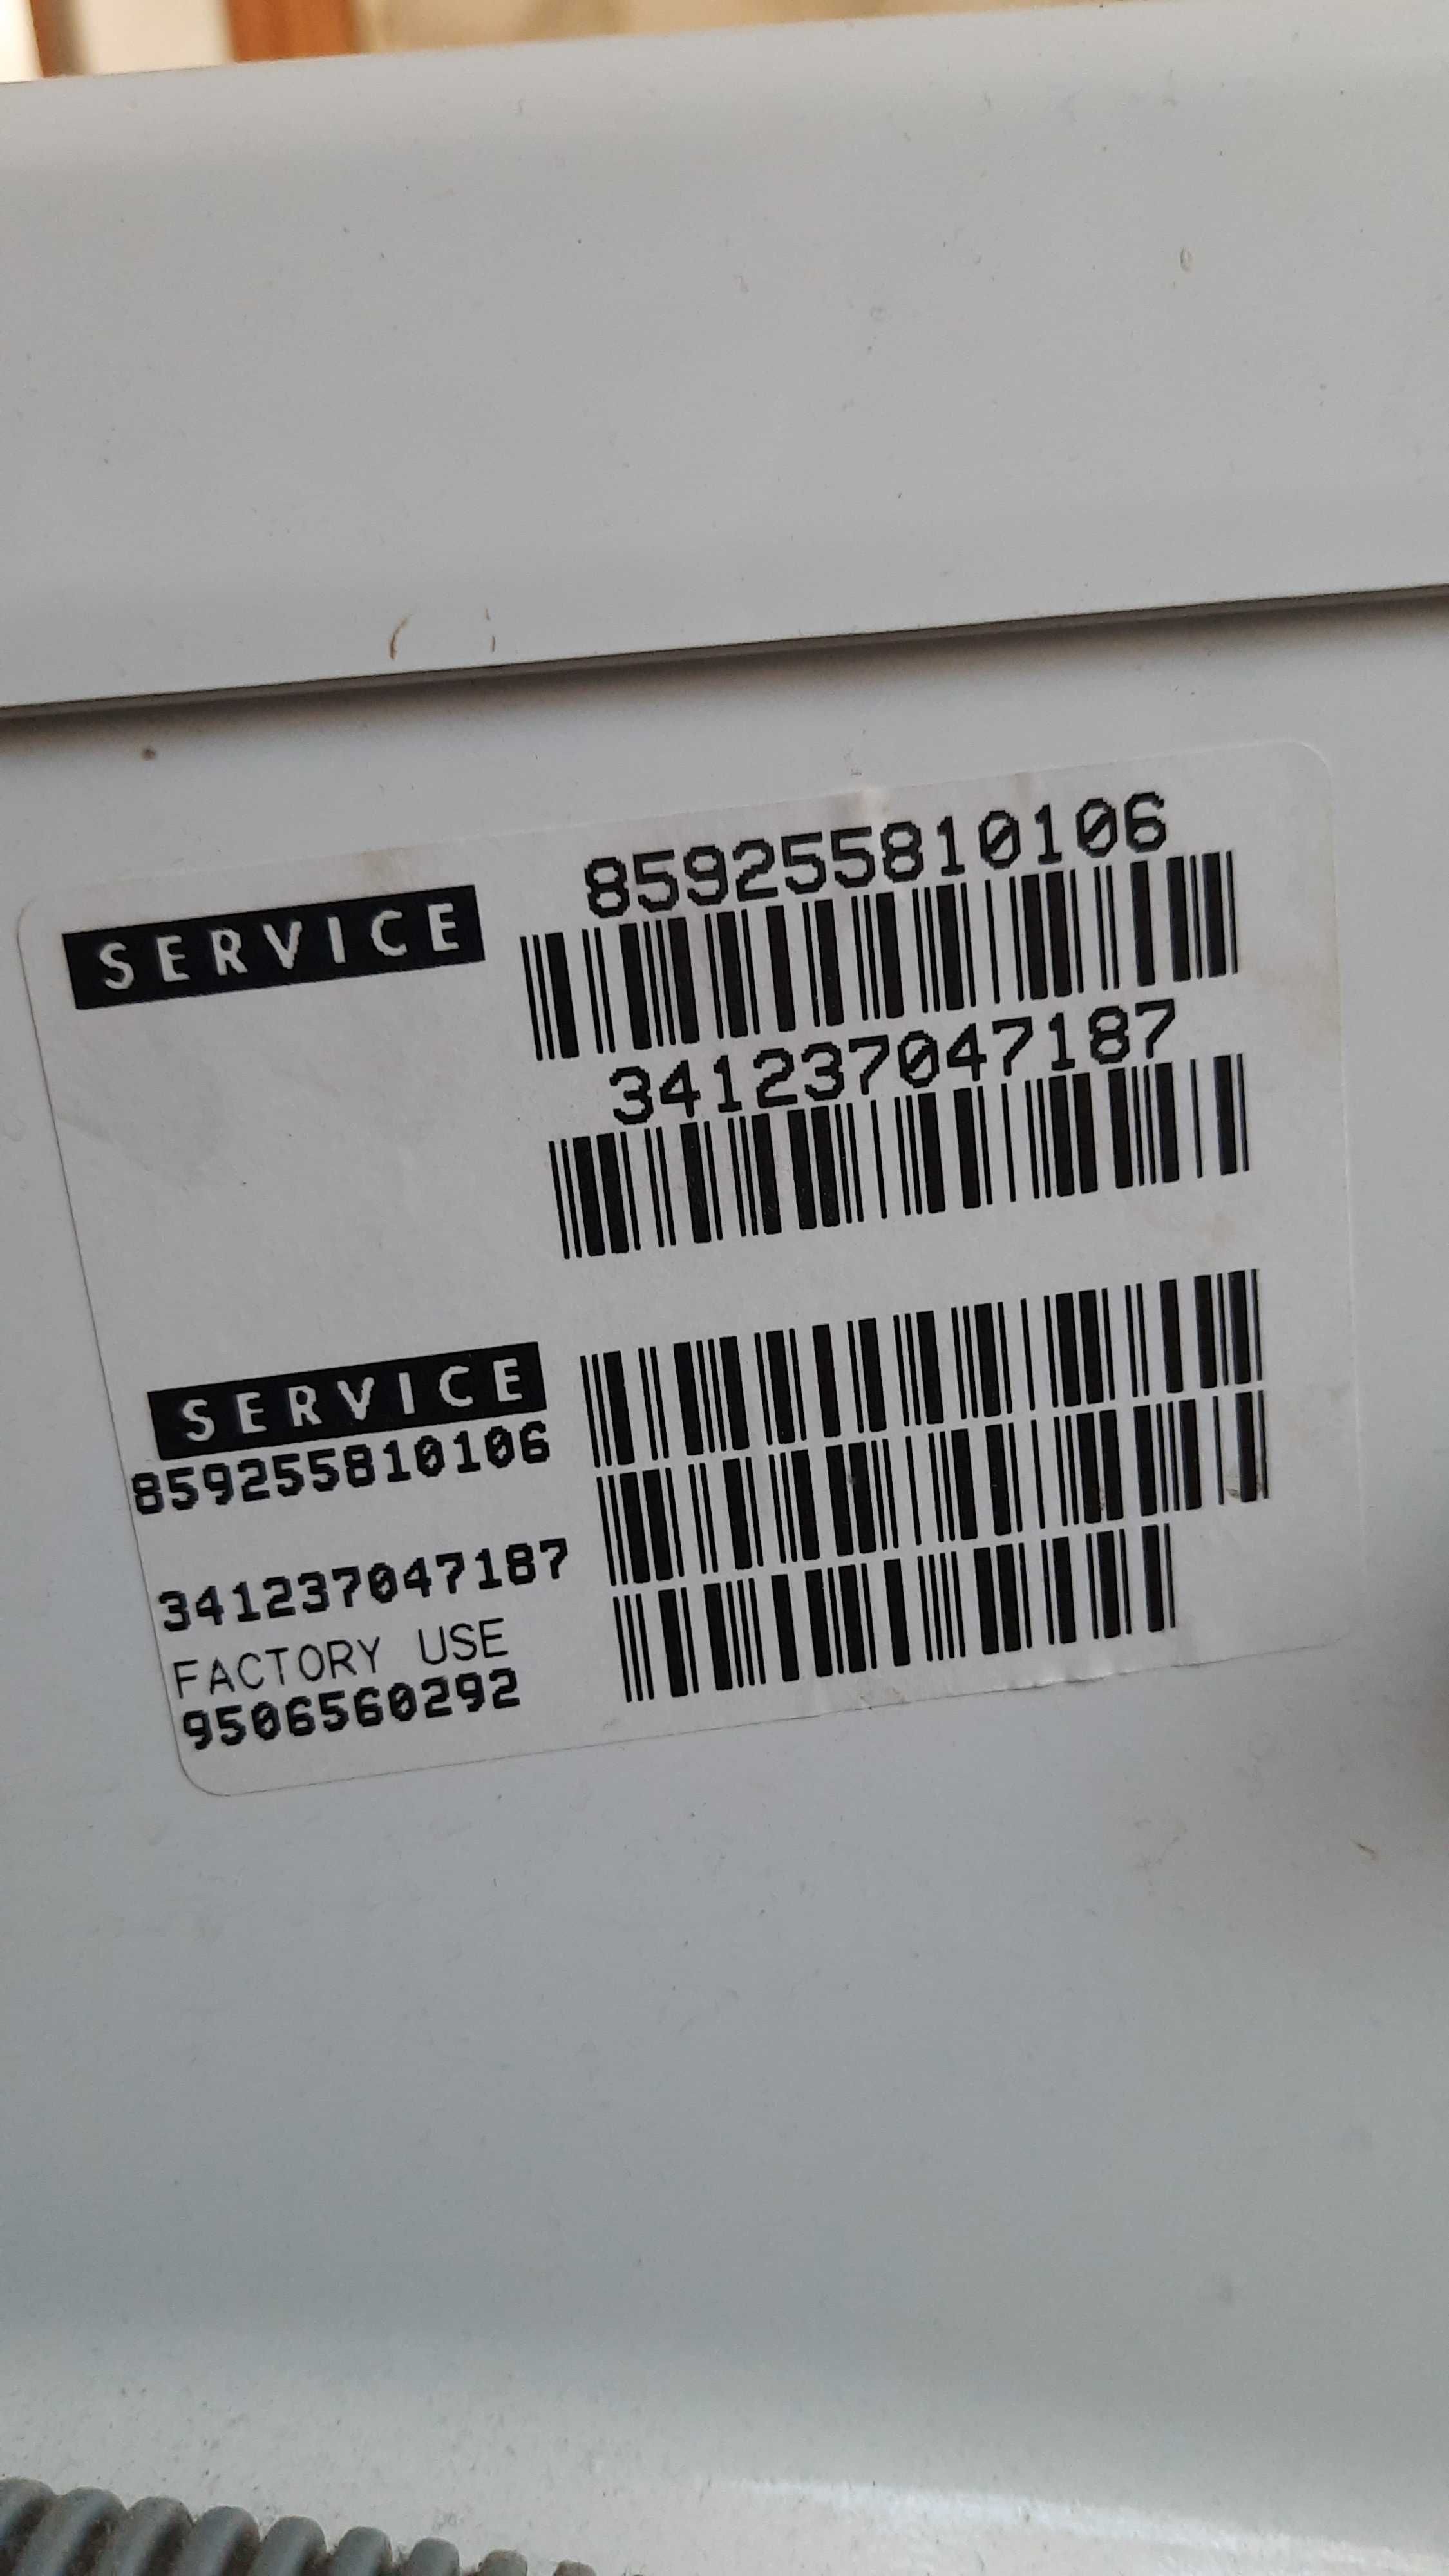 SERVICE
859255810106
341237047187
SERVICE
859255810106
341237047187
FACTORY USE
9506560292